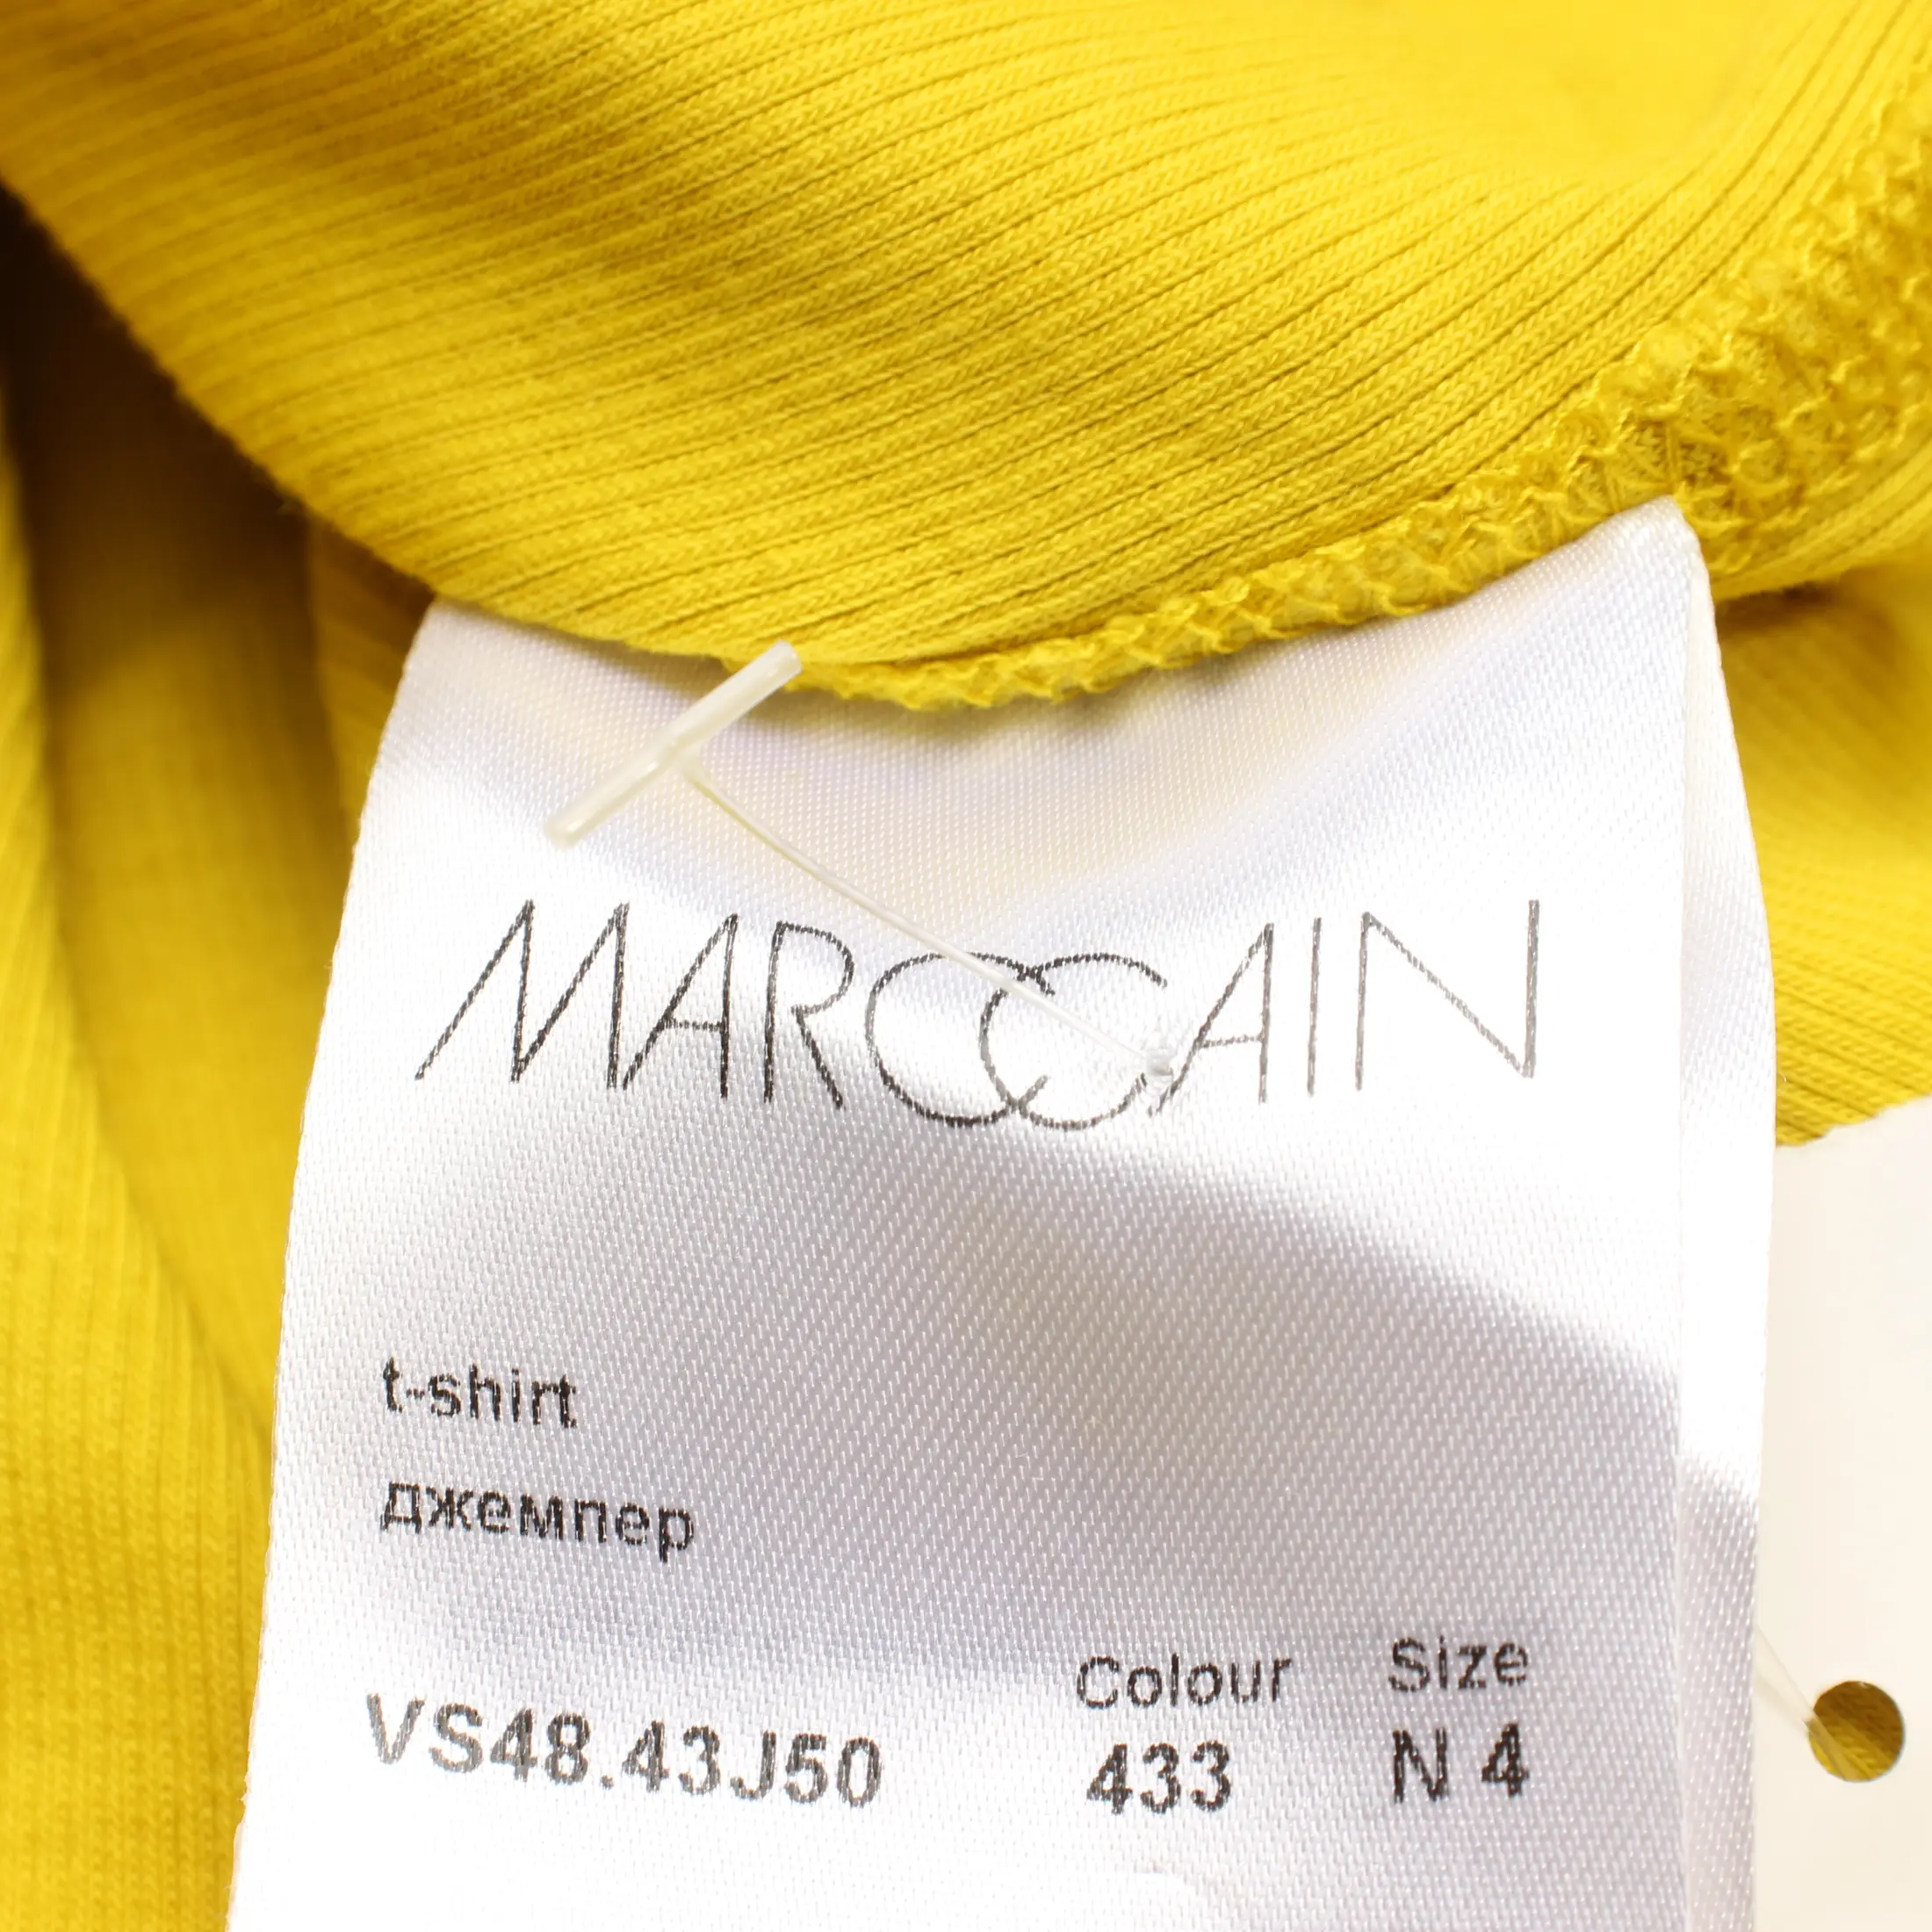 MARCCAIN
t-shirt
джемпер
Colour Size
VS48.43J50 433 N 4